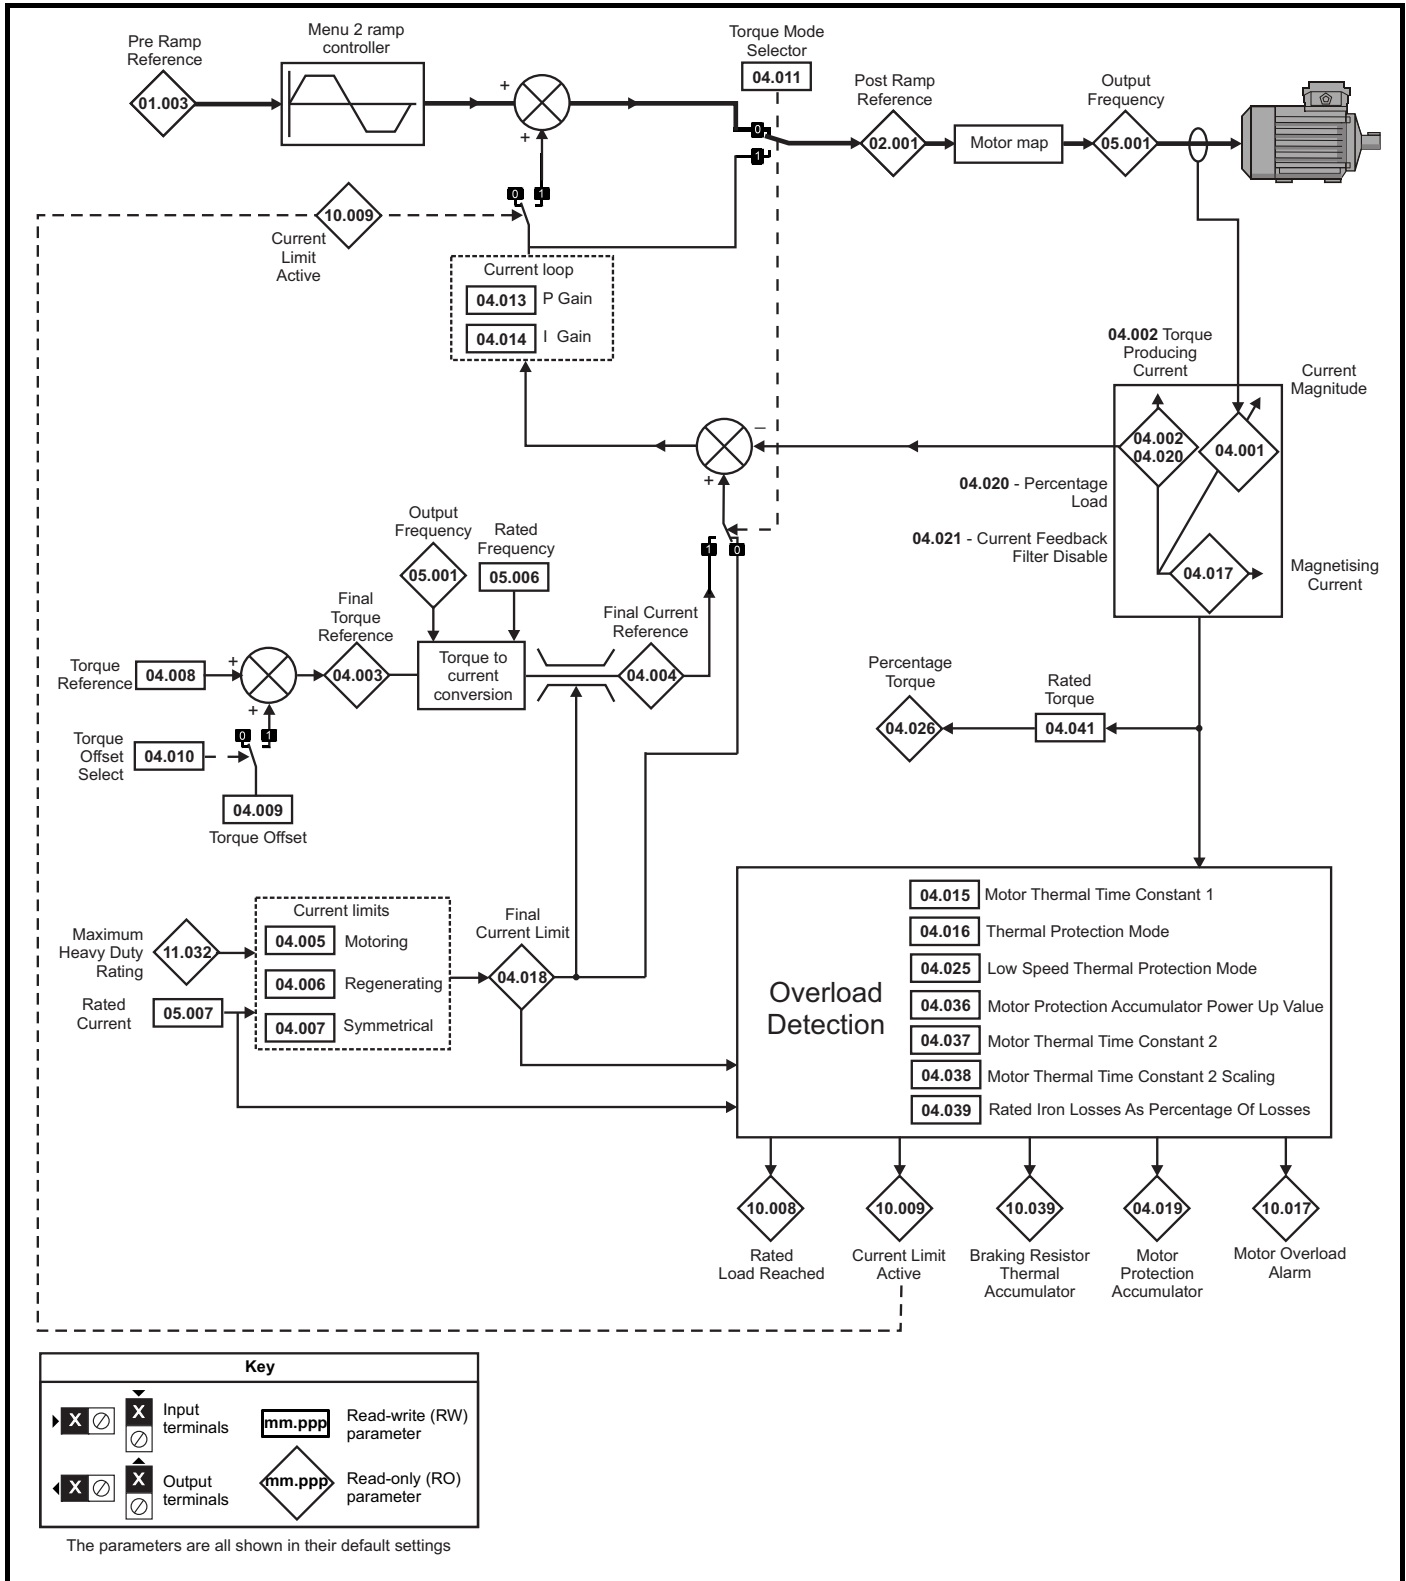 Pre Ramp
Reference
01.003
Menu 2 ramp
controller
+
+
Torque Mode
Selector
04.011
0
1
Post Ramp
Reference
02.001
Motor map
Output
Frequency
05.001
0
1
10.009
Current
Limit
Active
Current loop
04.013 P Gain
04.014 I Gain
04.002 Torque
Producing
Current
Current
Magnitude
04.002
04.020
04.001
04.020 - Percentage
Load
04.021 - Current Feedback
Filter Disable
04.017
Magnetising
Current
–
+
1
0
Output
Frequency
05.001
Rated
Frequency
05.006
Final
Torque
Reference
04.003
Torque to
current
conversion
Final Current
Reference
04.004
Torque
Reference
04.008
+
+
0
1
Torque
Offset
Select
04.010
04.009
Torque Offset
Percentage
Torque
04.026
Rated
Torque
04.041
Maximum
Heavy Duty
Rating
11.032
Rated
Current
05.007
Current limits
04.005 Motoring
04.006 Regenerating
04.007 Symmetrical
Final
Current Limit
04.018
Overload
Detection
04.015 Motor Thermal Time Constant 1
04.016 Thermal Protection Mode
04.025 Low Speed Thermal Protection Mode
04.036 Motor Protection Accumulator Power Up Value
04.037 Motor Thermal Time Constant 2
04.038 Motor Thermal Time Constant 2 Scaling
04.039 Rated Iron Losses As Percentage Of Losses
10.008
Rated
Load Reached
10.009
Current Limit
Active
10.039
Braking Resistor
Thermal
Accumulator
04.019
Motor
Protection
Accumulator
10.017
Motor Overload
Alarm
Key
X
X
Input
terminals
mm.ppp
Read-write (RW)
parameter
X
X
Output
terminals
mm.ppp
Read-only (RO)
parameter
The parameters are all shown in their default settings